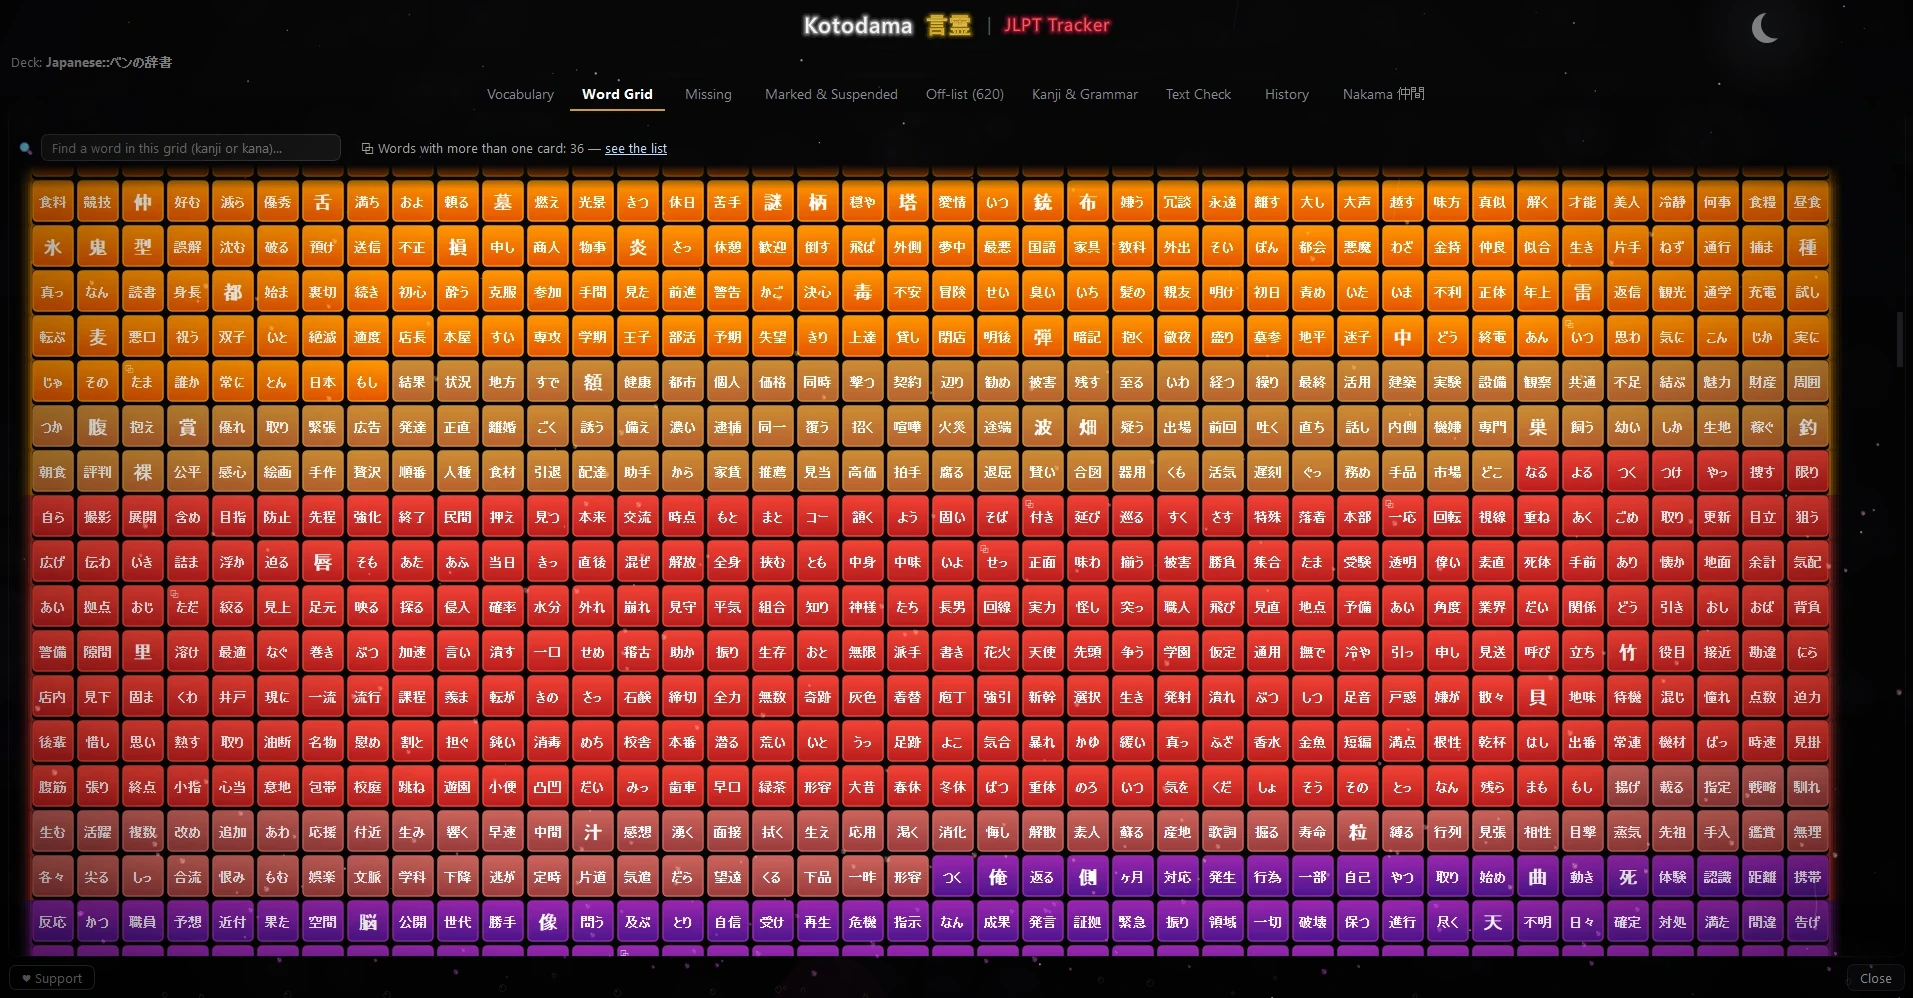 Kotodama 言霊 | JLPT Tracker
Deck: Japanese::ベンの辞書
Vocabulary Word Grid Missing Marked & Suspended Off-list (620) Kanji & Grammar Text Check History Nakama 仲間
Find a word in this grid (kanji or kana)... Words with more than one card: 36 — see the list
食料 競技 仲 好む 減ら 優秀 舌 満ち およ 頼る 墓 燃え 光景 きつ 休日 苦手 謎 柄 穏や 塔 愛情 いつ 銃 布 嫌う 冗談 永遠 離す 大し 大声 越す 味方 真似 解く 才能 美人 冷静 何事 食糧 昼食
氷 鬼 型 誤解 沈む 破る 預け 送信 不正 損 申し 商人 物事 炎 さっ 休憩 歓迎 倒す 飛ば 外側 夢中 最悪 国語 家具 教科 外出 そい ぽん 都会 悪魔 わざ 金持 仲良 似合 生き 片手 ねず 通行 捕ま 種
真っ なん 読書 身長 都 始ま 裏切 続き 初心 酔う 克服 参加 手間 見た 前進 警告 かご 決心 毒 不安 冒険 せい 臭い いち 髪の 親友 明け 初日 責め いた いま 不利 正体 年上 雷 返信 観光 通学 充電 試し
転ぶ 麦 悪口 祝う 双子 いと 絶滅 適度 店長 本屋 すい 専攻 学期 王子 部活 予期 失望 きり 上達 貸し 閉店 明後 弾 暗記 抱く 徹夜 盛り 墓参 地平 迷子 中 どう 終電 あん いつ 思わ 気に こん じか 実に
じゃ その たま 誰か 常に とん 日本 もし 結果 状況 地方 すで 額 健康 都市 個人 価格 同時 撃つ 契約 辺り 勧め 被害 残す 至る いわ 経つ 繰り 最終 活用 建築 実験 設備 観察 共通 不足 結ぶ 魅力 財産 周囲
つか 腹 抱え 賞 優れ 取り 緊張 広告 発達 正直 離婚 ごく 誘う 備え 濃い 逮捕 同一 覆う 招く 喧嘩 火災 途端 波 畑 疑う 出場 前回 吐く 直ち 話し 内側 機嫌 専門 巣 飼う 幼い しか 生地 稼ぐ 釣
朝食 評判 裸 公平 感心 絵画 手作 贅沢 順番 人種 食材 引退 配達 助手 から 家賃 推薦 見当 高価 拍手 腐る 退屈 賢い 合図 器用 くも 活気 遅刻 ぐっ 務め 手品 市場 どこ なる よる つく つけ やっ 捜す 限り
自ら 撮影 展開 含め 目指 防止 先程 強化 終了 民間 押え 見つ 本来 交流 時点 もと まと コー 頷く よう 固い そば 付き 延び 巡る すく さす 特殊 落着 本部 一応 回転 視線 重ね あく ごめ 取り 更新 目立 狙う
広げ 伝わ いき 詰ま 浮か 迫る 唇 そも あた あふ 当日 きっ 直後 混ぜ 解放 全身 挟む とも 中身 中味 いよ せっ 正面 味わ 揃う 被害 勝負 集合 たま 受験 透明 偉い 素直 死体 手前 あり 懐か 地面 余計 気配
あい 拠点 おじ ただ 絞る 見上 足元 映る 探る 侵入 確率 水分 外れ 崩れ 見守 平気 組合 知り 神様 たち 長男 回線 実力 怪し 突っ 職人 飛び 見直 地点 予備 あい 角度 業界 だい 関係 どう 引き おし おば 背負
警備 隙間 里 溶け 最適 なぐ 巻き ぶつ 加速 言い 潰す 一口 せめ 稽古 助か 振り 生存 おと 無限 派手 書き 花火 天使 先頭 争う 学園 仮定 通用 撫で 冷や 引っ 申し 見送 呼び 立ち 竹 役目 接近 勘違 にら
店内 見下 固ま くわ 井戸 現に 一流 流行 課程 羨ま 転が きの さっ 石鹸 締切 全力 無数 奇跡 灰色 着替 庖丁 強引 新幹 選択 生き 発射 潰れ ぶつ しつ 足音 戸惑 嫌が 散々 貝 地味 待機 混じ 憧れ 点数 迫力
後輩 惜し 思い 熱す 取り 油断 名物 慰め 割と 担ぐ 鈍い 消毒 めち 校舎 本番 潜る 荒い いと うっ 足跡 よこ 気合 暴れ かゆ 緩い 真っ ふざ 香水 金魚 短編 満点 根性 乾杯 はし 出番 常連 機材 ぱっ 時速 見掛
腹筋 張り 終点 小指 心当 意地 包帯 校庭 跳ね 遊園 小便 凸凹 だい みっ 歯車 早口 緑茶 形容 大昔 春休 冬休 ばつ 重体 のろ いつ 気を くだ しょ そう その とっ なん 残ら まも もし 揚げ 載る 指定 戦略 馴れ
生む 活躍 複数 改め 追加 あわ 応援 付近 生み 響く 早速 中間 汁 感想 湧く 面接 拭く 生え 応用 渇く 消化 悔し 解散 素人 蘇る 産地 歌詞 掘る 寿命 粒 縛る 行列 見張 相性 目撃 蒸気 先祖 手入 鑑賞 無理
各々 尖る しっ 合流 恨み もむ 娯楽 文脈 学科 下降 逃が 定時 片道 気遣 だら 望遠 くる 下品 一昨 形容 つく 俺 返る 側 ヶ月 対応 発生 行為 一部 自己 やつ 取り 始め 曲 動き 死 体験 認識 距離 携帯
反応 かつ 職員 予想 近付 果た 空間 脳 公開 世代 勝手 像 問う 及ぶ とり 自信 受け 再生 危機 指示 なん 成果 発言 証拠 緊急 振り 領域 一切 破壊 保つ 進行 尽く 天 不明 日々 確定 対処 満た 間違 告げ
♥ Support Close